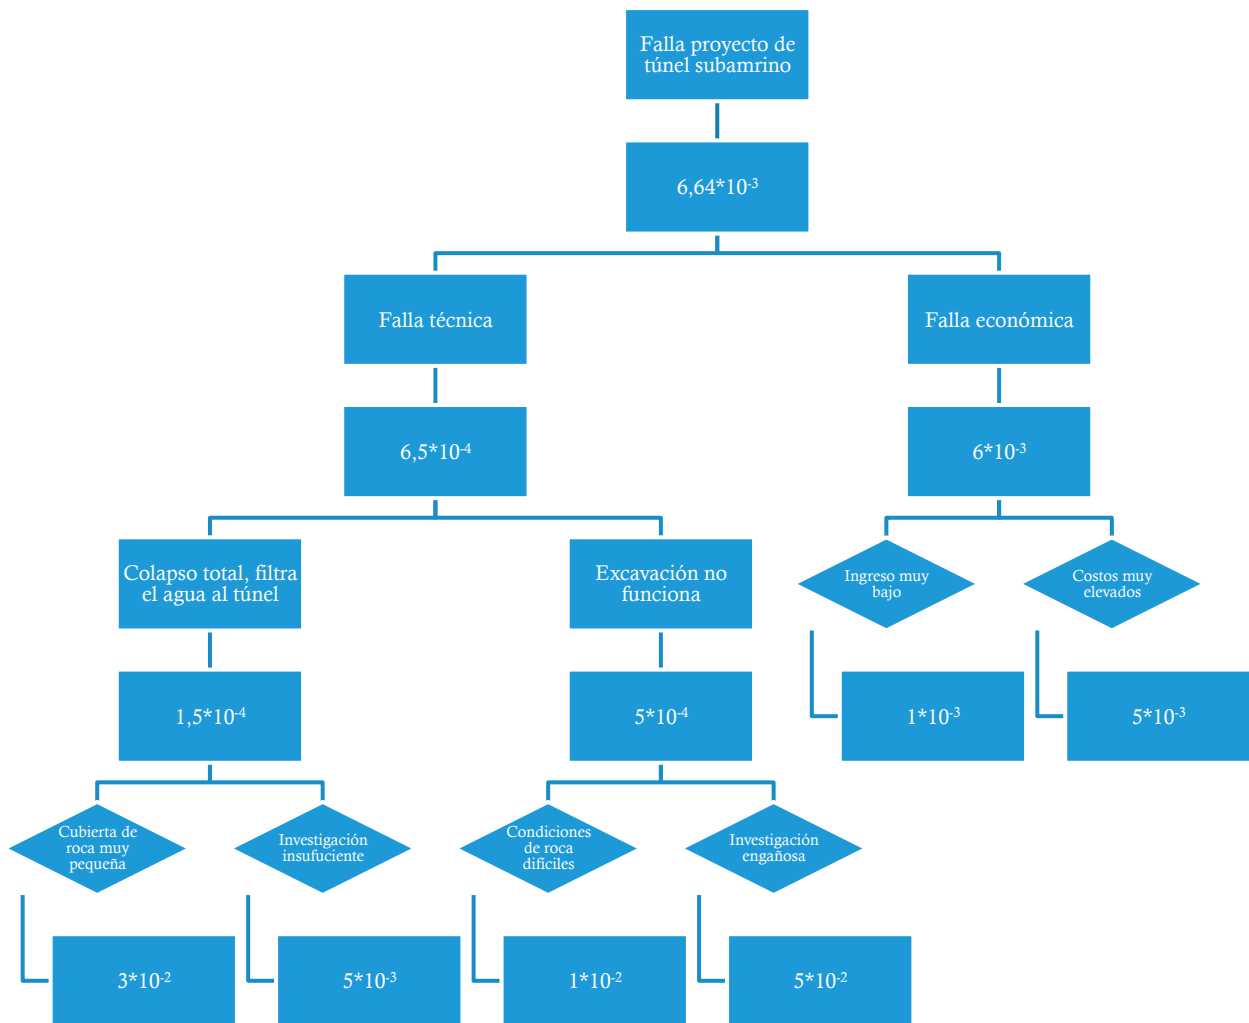 Falla proyecto de
túnel subamrino
6,64*10-3
Falla técnica
Falla económica
6,5*10-4
6*10-3
Colapso total, filtra
el agua al túnel
Excavación no
funciona
Ingreso muy
bajo
Costos muy
elevados
1,5*10-4
5*10-4
1*10-3
5*10-3
Cubierta de
roca muy
pequeña
Investigación
insufuciente
Condiciones
de roca
difíciles
Investigación
engañosa
3*10-2
5*10-3
1*10-2
5*10-2